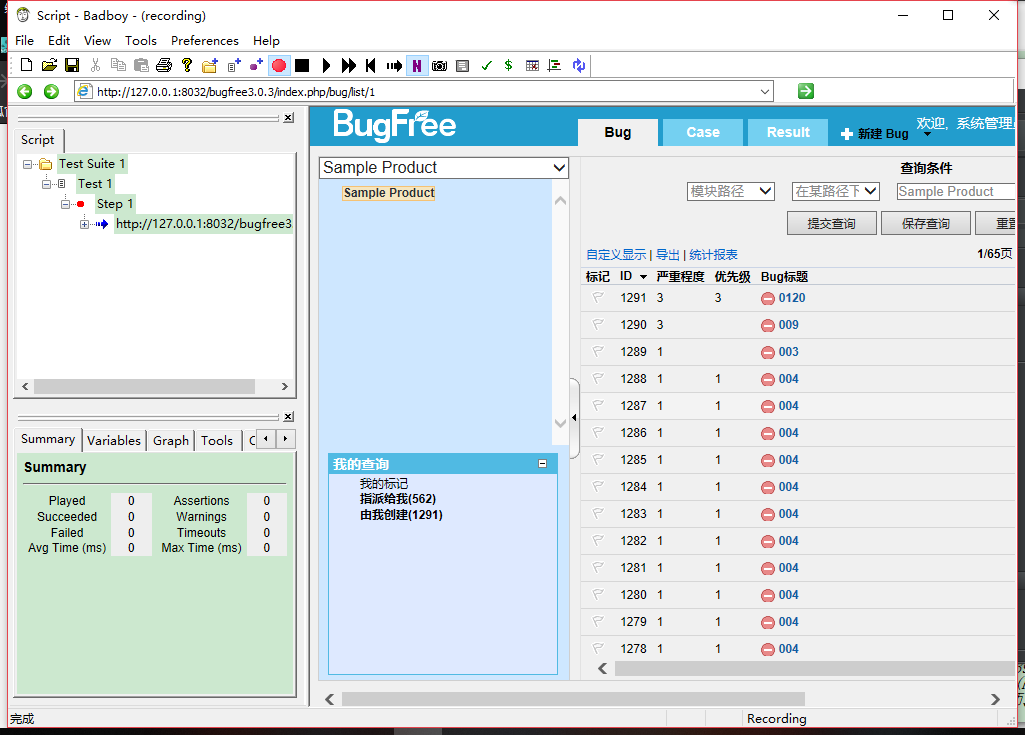 Script - Badboy - (recording)
File Edit View Tools Preferences Help
http://127.0.0.1:8032/bugfree3.0.3/index.php/bug/list/1
Script
Test Suite 1
Test 1
Step 1
http://127.0.0.1:8032/bugfree3
Summary Variables Graph Tools
Summary
Played 0 Assertions 0
Succeeded 0 Warnings 0
Failed 0 Timeouts 0
Avg Time (ms) 0 Max Time (ms) 0
BugFree
Bug Case Result 新建 Bug 欢迎, 系统管理
Sample Product
Sample Product
我的查询
我的标记
指派给我(562)
由我创建(1291)
查询条件
模块路径 在某路径下 Sample Product
提交查询 保存查询
自定义显示 | 导出 | 统计报表 1/65页
标记 ID 严重程度 优先级 Bug标题
1291 3 3 0120
1290 3 009
1289 1 003
1288 1 1 004
1287 1 1 004
1286 1 1 004
1285 1 1 004
1284 1 1 004
1283 1 1 004
1282 1 1 004
1281 1 1 004
1280 1 1 004
1279 1 1 004
1278 1 1 004
完成 Recording